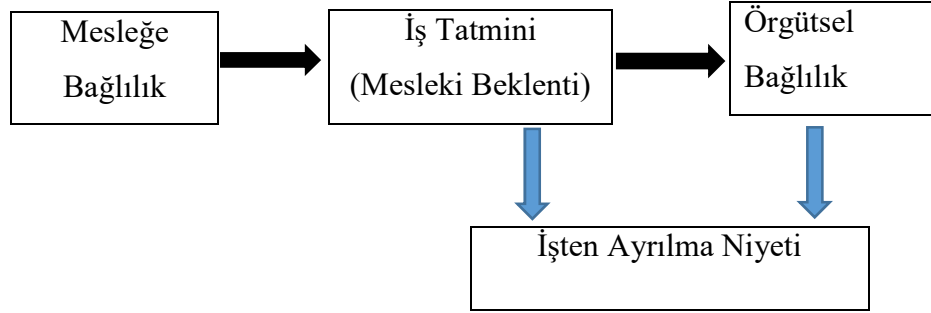 Mesleğe
Bağlılık
İş Tatmini
(Mesleki Beklenti)
Örgütsel
Bağlılık
İşten Ayrılma Niyeti